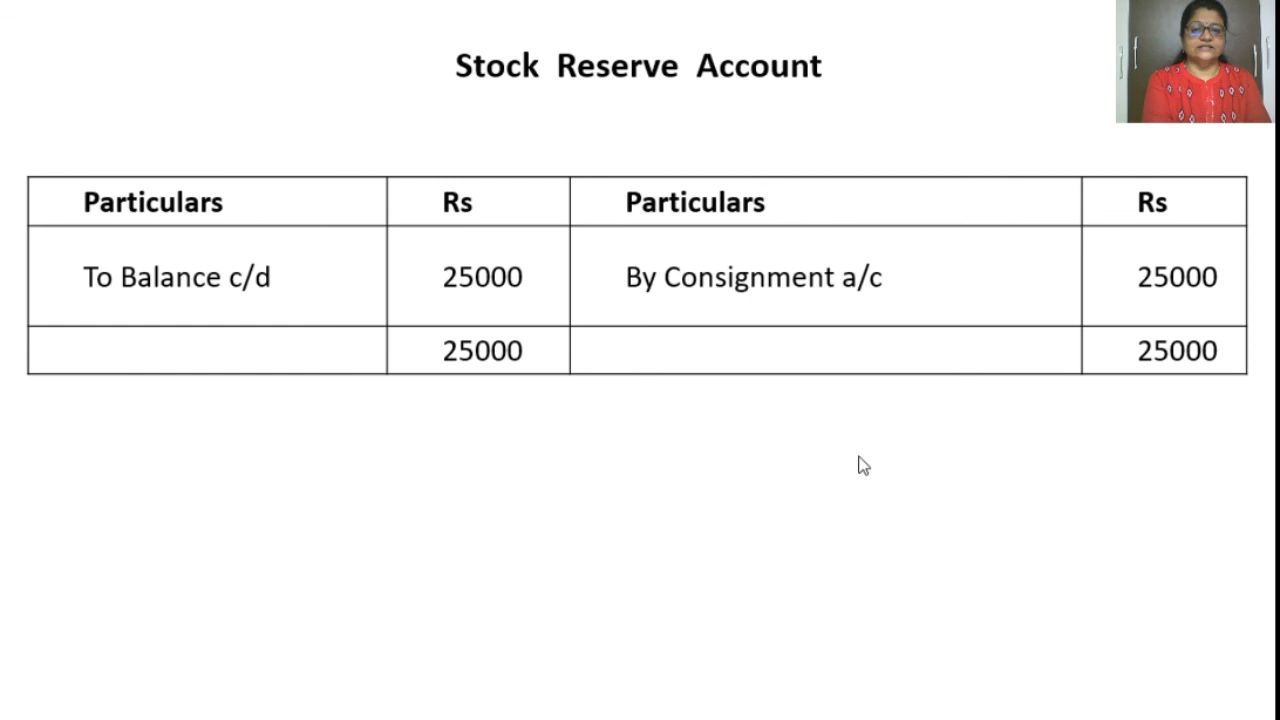 Stock Reserve Account
Particulars Rs Particulars Rs
To Balance c/d 25000 By Consignment a/c 25000
25000 25000